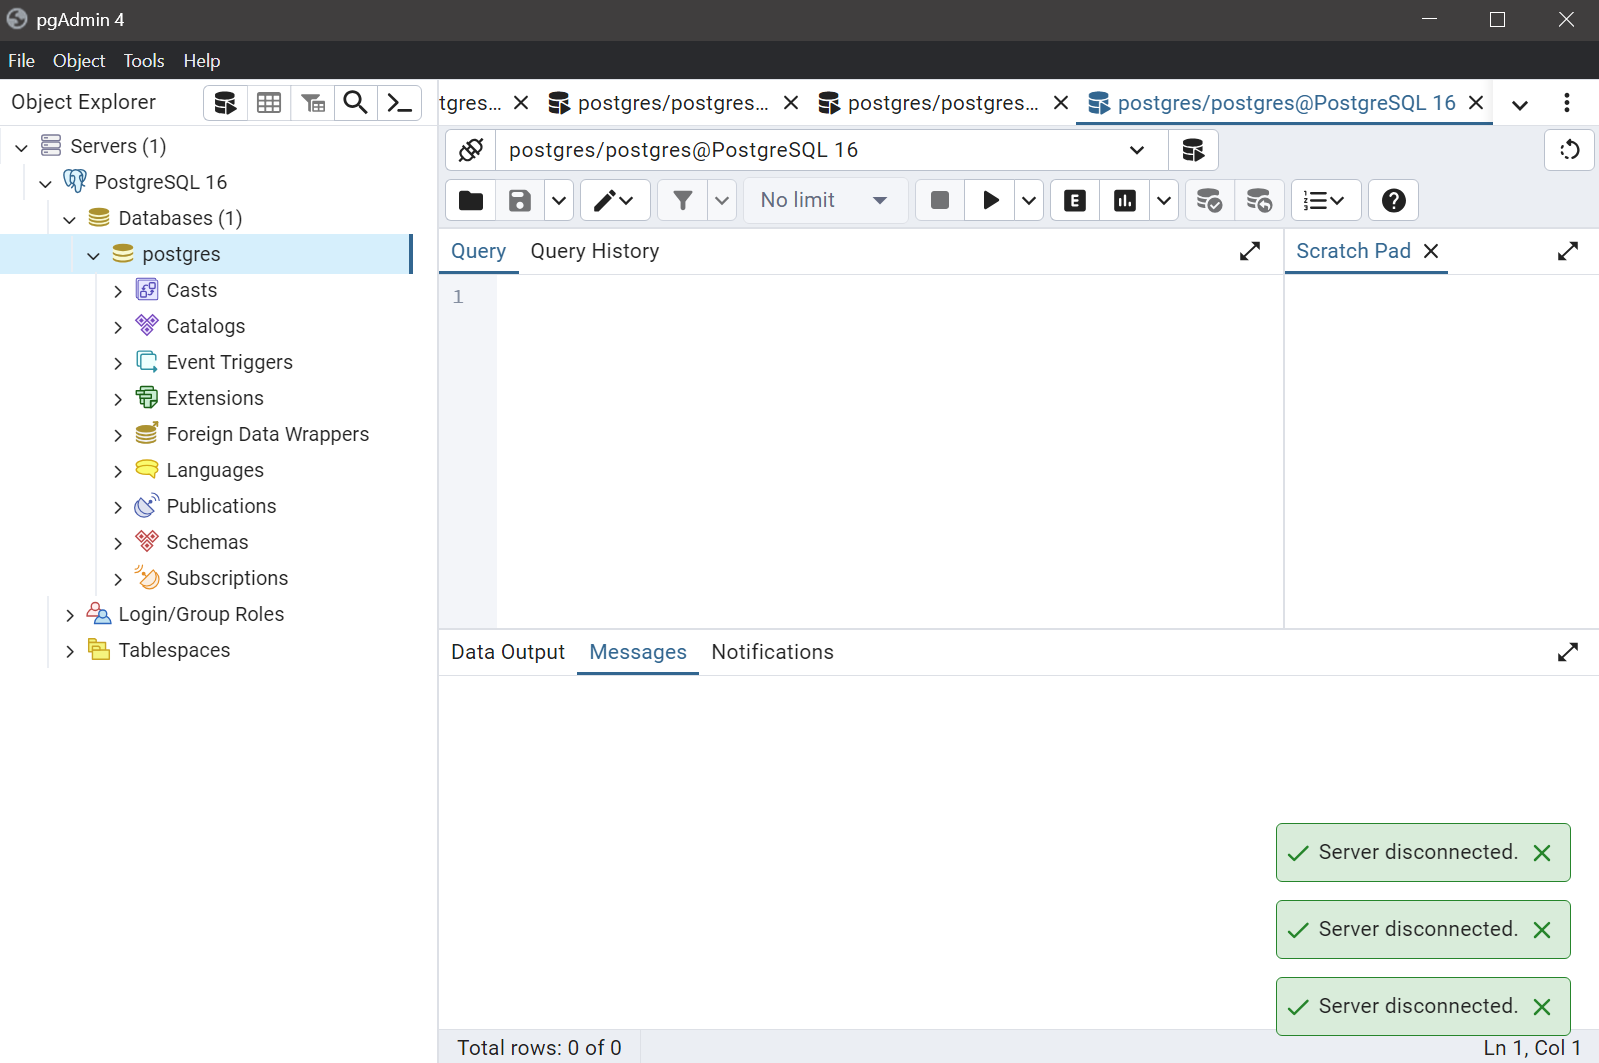 pgAdmin 4
File Object Tools Help
Object Explorer
tgres... postgres/postgres... postgres/postgres... postgres/postgres@PostgreSQL 16
Servers (1)
PostgreSQL 16
Databases (1)
postgres
Casts
Catalogs
Event Triggers
Extensions
Foreign Data Wrappers
Languages
Publications
Schemas
Subscriptions
Login/Group Roles
Tablespaces
postgres/postgres@PostgreSQL 16
No limit
E
Query Query History
Scratch Pad
1
Data Output Messages Notifications
Server disconnected.
Server disconnected.
Server disconnected.
Total rows: 0 of 0
Ln 1, Col 1